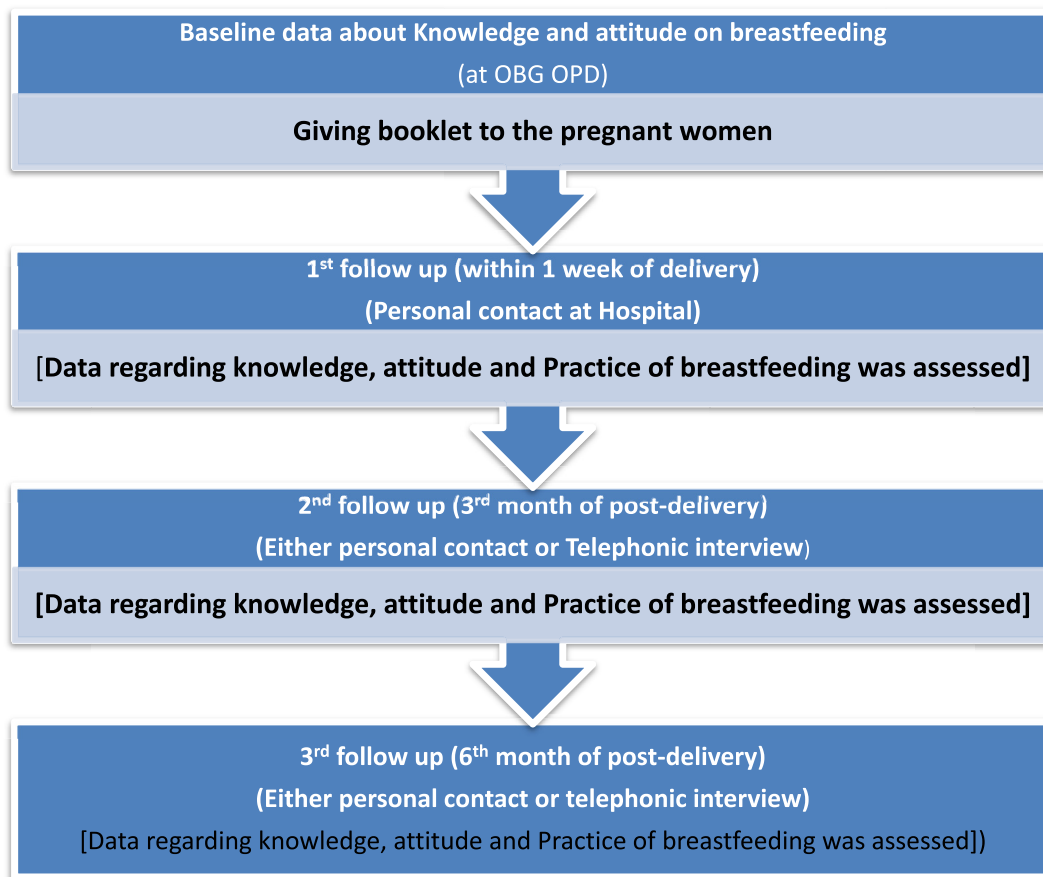 Baseline data about Knowledge and attitude on breastfeeding
(at OBG OPD)
Giving booklet to the pregnant women
1st follow up (within 1 week of delivery)
(Personal contact at Hospital)
[Data regarding knowledge, attitude and Practice of breastfeeding was assessed]
2nd follow up (3rd month of post-delivery)
(Either personal contact or Telephonic interview)
[Data regarding knowledge, attitude and Practice of breastfeeding was assessed]
3rd follow up (6th month of post-delivery)
(Either personal contact or telephonic interview)
[Data regarding knowledge, attitude and Practice of breastfeeding was assessed])